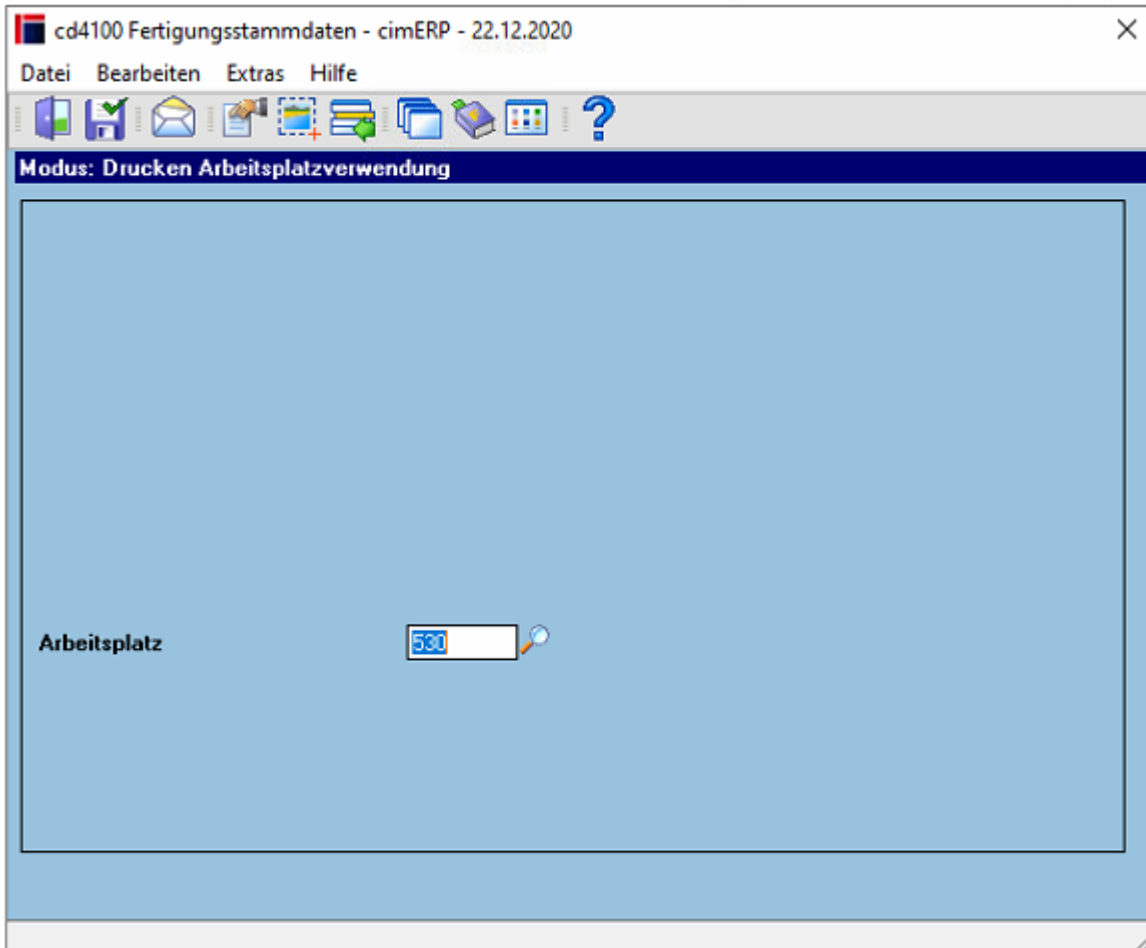 cd4100 Fertigungsstammdaten - cimERP - 22.12.2020
Datei Bearbeiten Extras Hilfe
Modus: Drucken Arbeitsplatzverwendung
Arbeitsplatz 530